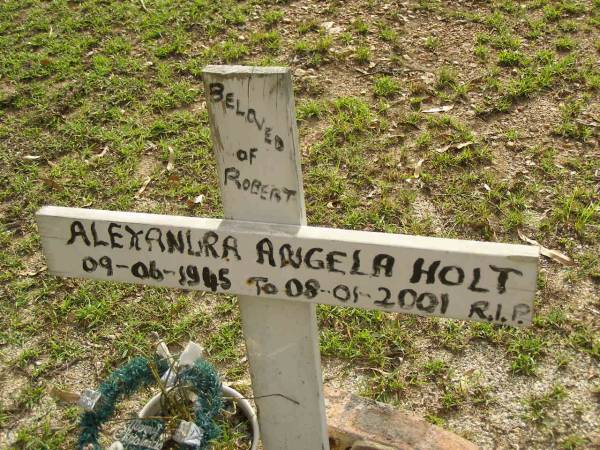 BELOVED
OF
ROBERT
ALEXANDRA ANGELA HOLT
09-06-1945 To 08-01-2001 R.I.P.